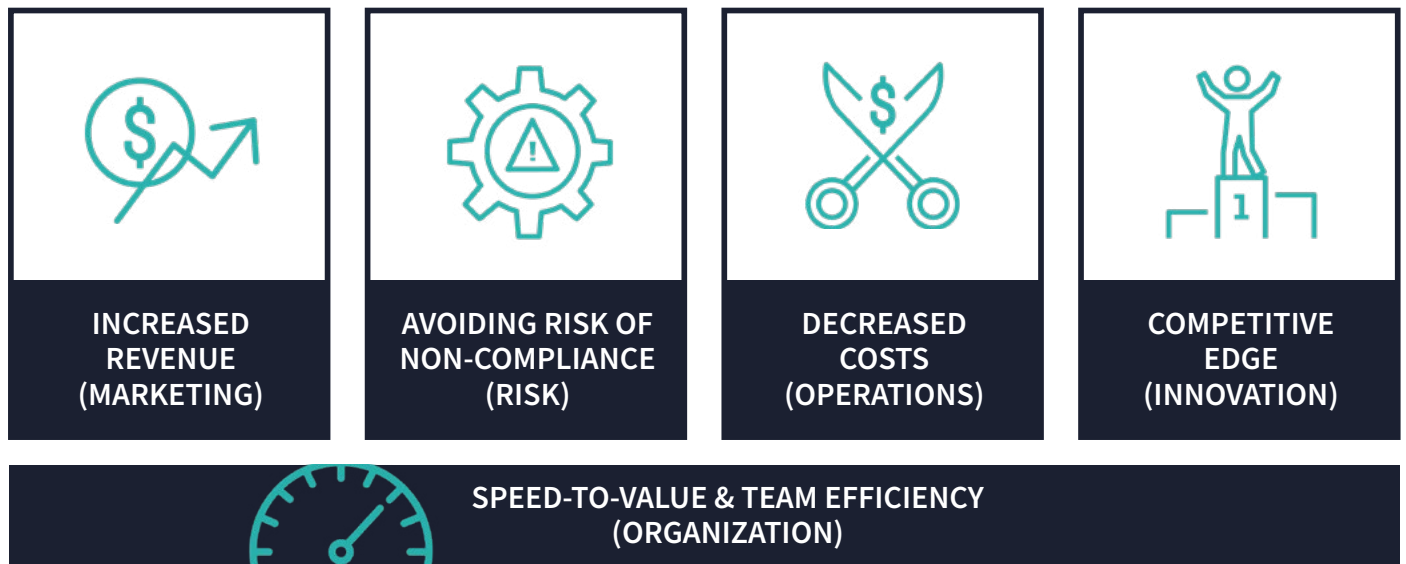 $
!
$
1
INCREASED
REVENUE
(MARKETING)
AVOIDING RISK OF
NON-COMPLIANCE
(RISK)
DECREASED
COSTS
(OPERATIONS)
COMPETITIVE
EDGE
(INNOVATION)
SPEED-TO-VALUE & TEAM EFFICIENCY
(ORGANIZATION)